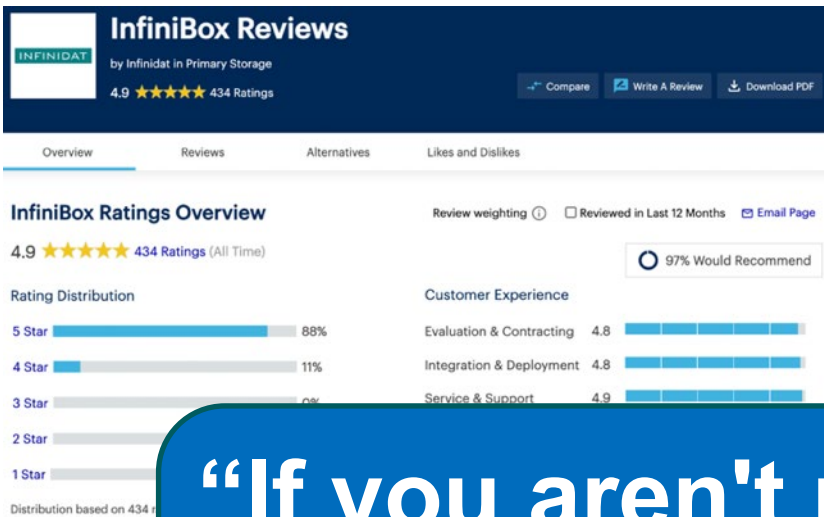 InfiniBox Reviews
INFINIDAT
by Infinidat in Primary Storage
4.9 434 Ratings
Compare Write A Review Download PDF
Overview Reviews Alternatives Likes and Dislikes
InfiniBox Ratings Overview
Review weighting Reviewed in Last 12 Months Email Page
4.9 434 Ratings (All Time)
97% Would Recommend
Rating Distribution
Customer Experience
5 Star 88%
Evaluation & Contracting 4.8
4 Star 11%
Integration & Deployment 4.8
3 Star 0%
Service & Support 4.9
2 Star
1 Star
Distribution based on 434
“If you aren't